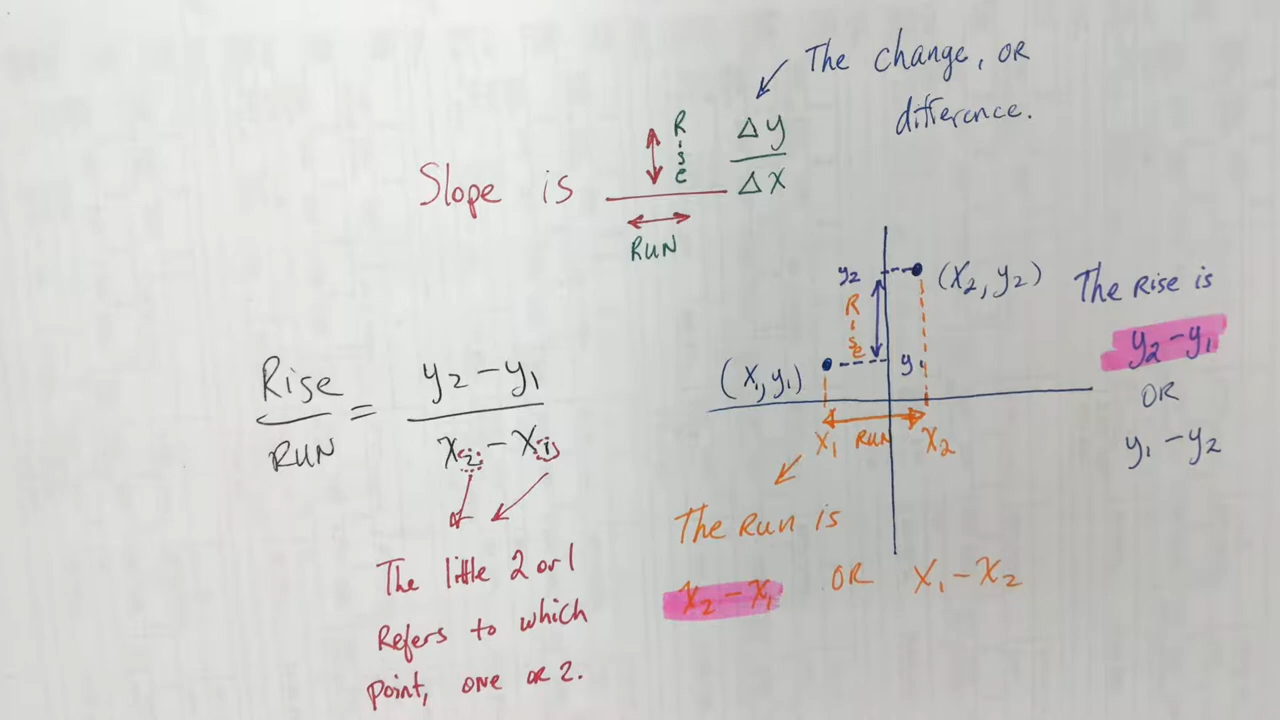 The change, OR
difference.
Slope is
Rise
RUN
Δy
Δx
y₂
(x₂, y₂)
Rise
(x₁, y₁)
y₁
x₁
RUN
x₂
The Rise is
y₂ - y₁
OR
y₁ - y₂
Rise
RUN
=
y₂ - y₁
x₂ - x₁
The little 2 or 1
Refers to which
point, one or 2.
The Run is
x₂ - x₁ OR x₁ - x₂